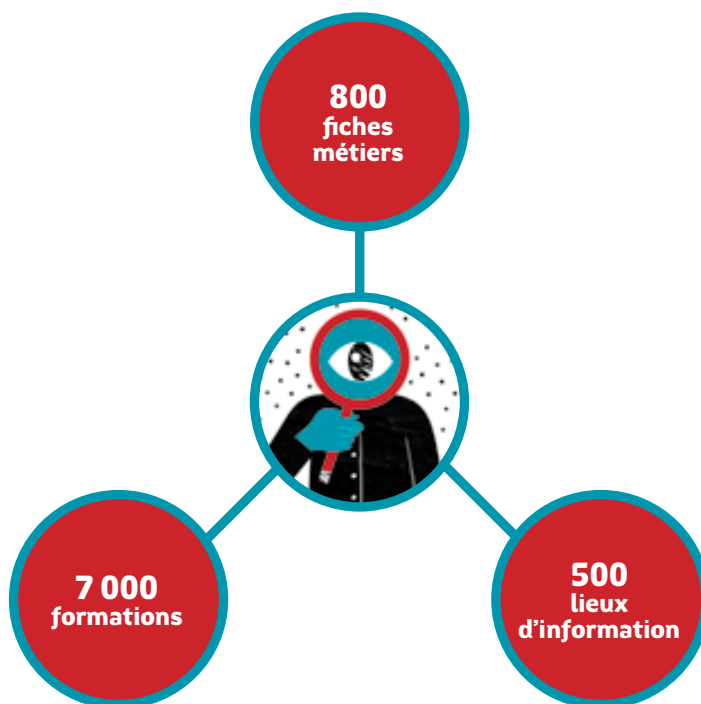 800
fiches
métiers
7 000
formations
500
lieux
d'information